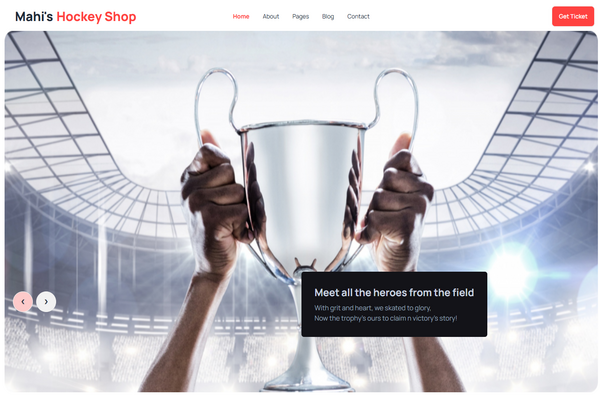 Mahi's Hockey Shop
Home About Pages Blog Contact
Get Ticket
Meet all the heroes from the field
With grit and heart, we skated to glory,
Now the trophy's ours to claim n victory's story!